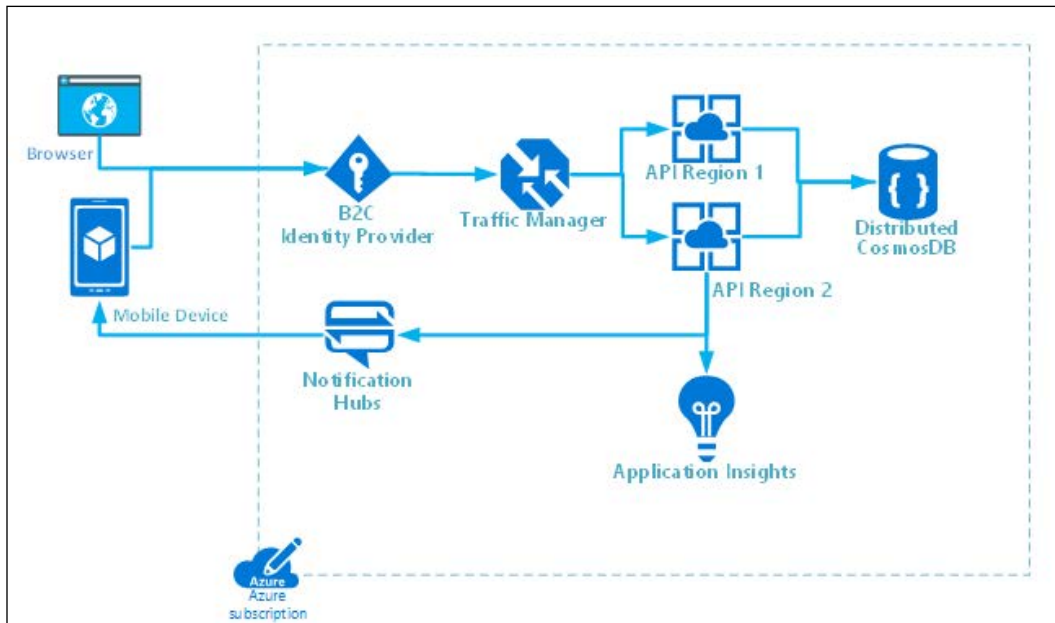 Browser
B2C
Identity Provider
Traffic Manager
API Region 1
API Region 2
Distributed
CosmosDB
Mobile Device
Notification
Hubs
Application Insights
Azure
Azure
subscription